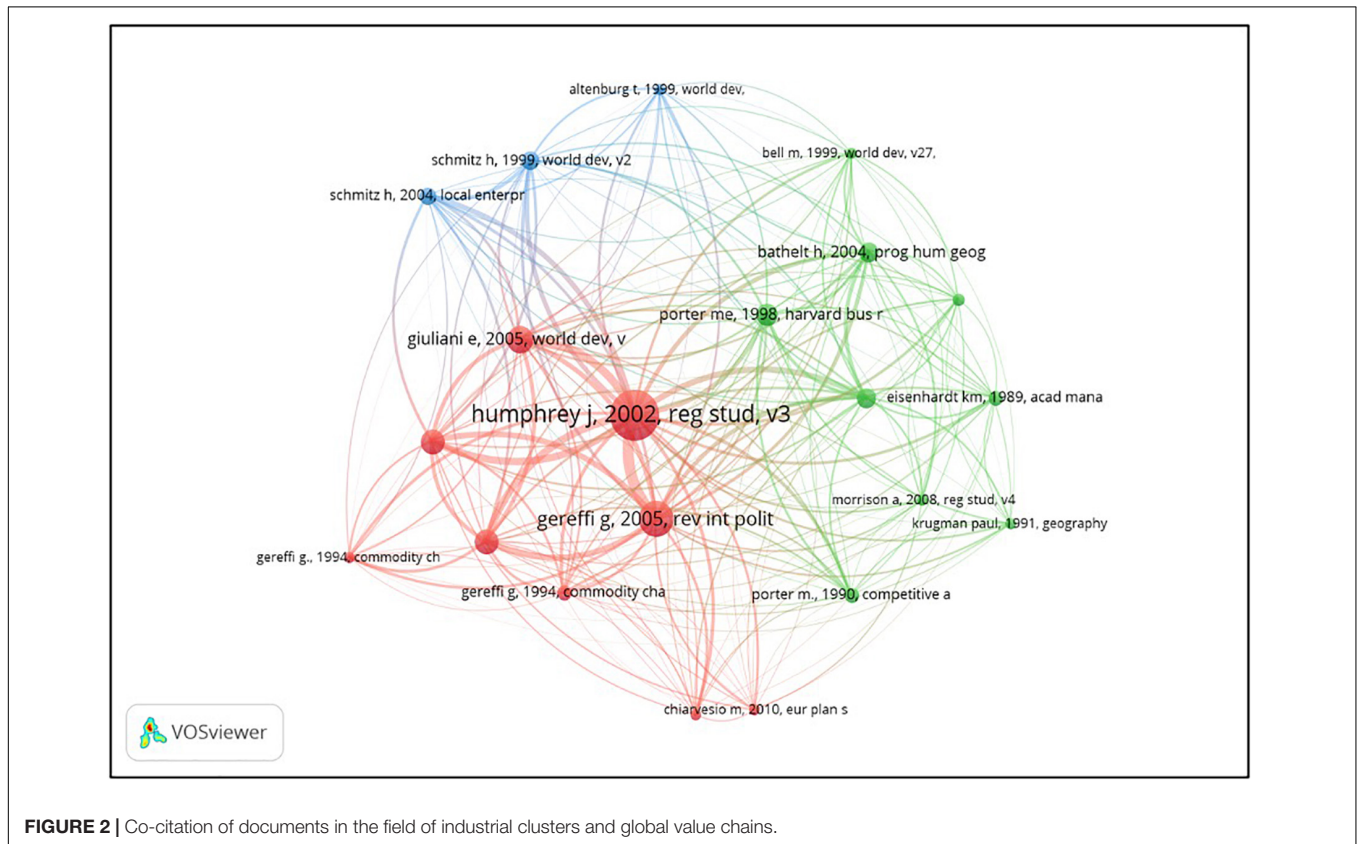 altenburg t, 1999, world dev,
bell m, 1999, world dev, v27,
schmitz h, 1999, world dev, v2
schmitz h, 2004, local enterpr
bathelt h, 2004, prog hum geog
porter me, 1998, harvard bus r
giuliani e, 2005, world dev, v
eisenhardt km, 1989, acad mana
humphrey j, 2002, reg stud, v3
morrison a, 2008, reg stud, v4
gereffi g, 2005, rev int polit
krugman paul, 1991, geography
gereffi g., 1994, commodity ch
gereffi g, 1994, commodity cha
porter m., 1990, competitive a
chiarvesio m, 2010, eur plan s
VOSviewer
FIGURE 2 | Co-citation of documents in the field of industrial clusters and global value chains.